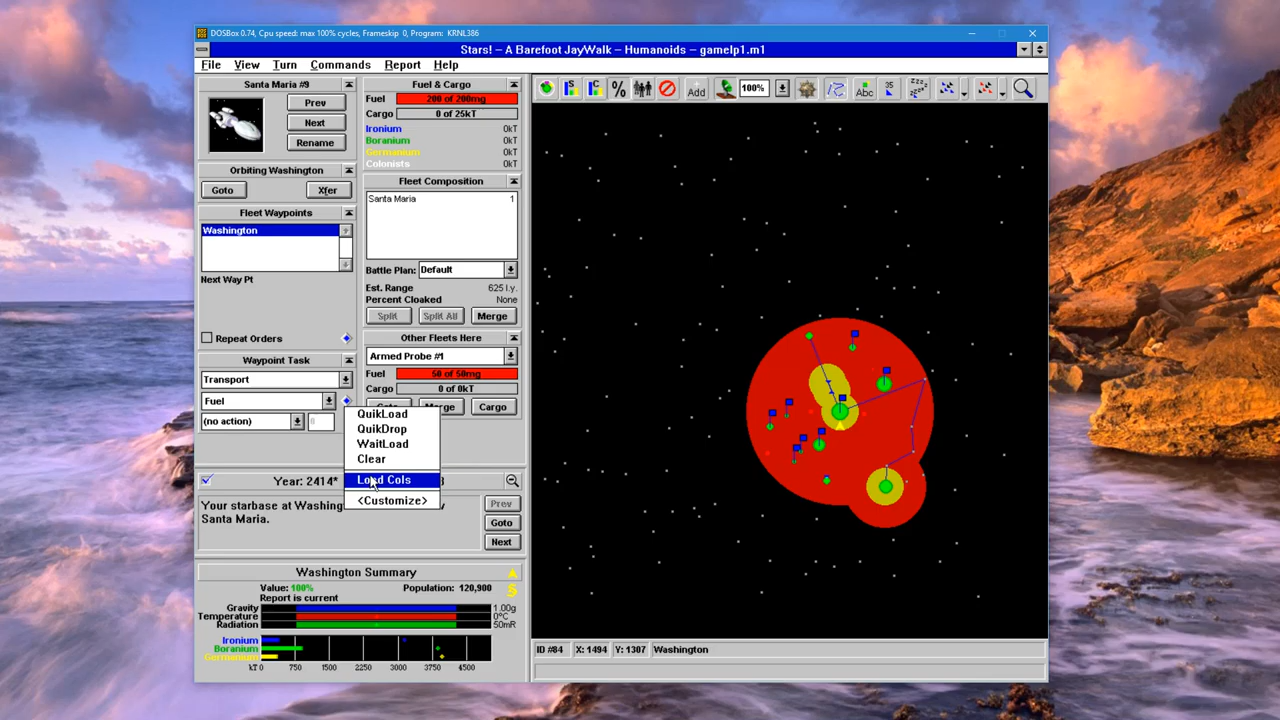 DOSBox 0.74, Cpu speed: max 100% cycles, Frameskip 0, Program: KRNL386
Stars! – A Barefoot JayWalk – Humanoids – gamelp1.m1
File View Turn Commands Report Help
Santa Maria #9
Prev
Next
Rename
Orbiting Washington
Goto Xfer
Fleet Waypoints
Washington
Next Way Pt
Repeat Orders
Waypoint Task
Transport
Fuel
(no action)
Fuel & Cargo
Fuel 200 of 200mg
Cargo 0 of 25kT
Ironium 0kT
Boranium 0kT
Germanium 0kT
Colonists 0kT
Fleet Composition
Santa Maria 1
Battle Plan: Default
Est. Range 625 l.y.
Percent Cloaked None
Split Split All Merge
Other Fleets Here
Armed Probe #1
Fuel 50 of 50mg
Cargo 0 of 0kT
Cargo
QuikLoad
QuikDrop
WaitLoad
Clear
Load Cols
<Customize>
Year: 2414*
Your starbase at Washing
Santa Maria.
Prev
Goto
Next
Washington Summary
Value: 100% Population: 120,900
Report is current
Gravity 1.00g
Temperature 0°C
Radiation 50mR
Ironium
Boranium
Germanium
kT 0 750 1500 2250 3000 3750 4500
% Add 100% Abc 35
ID #84 X: 1494 Y: 1307 Washington